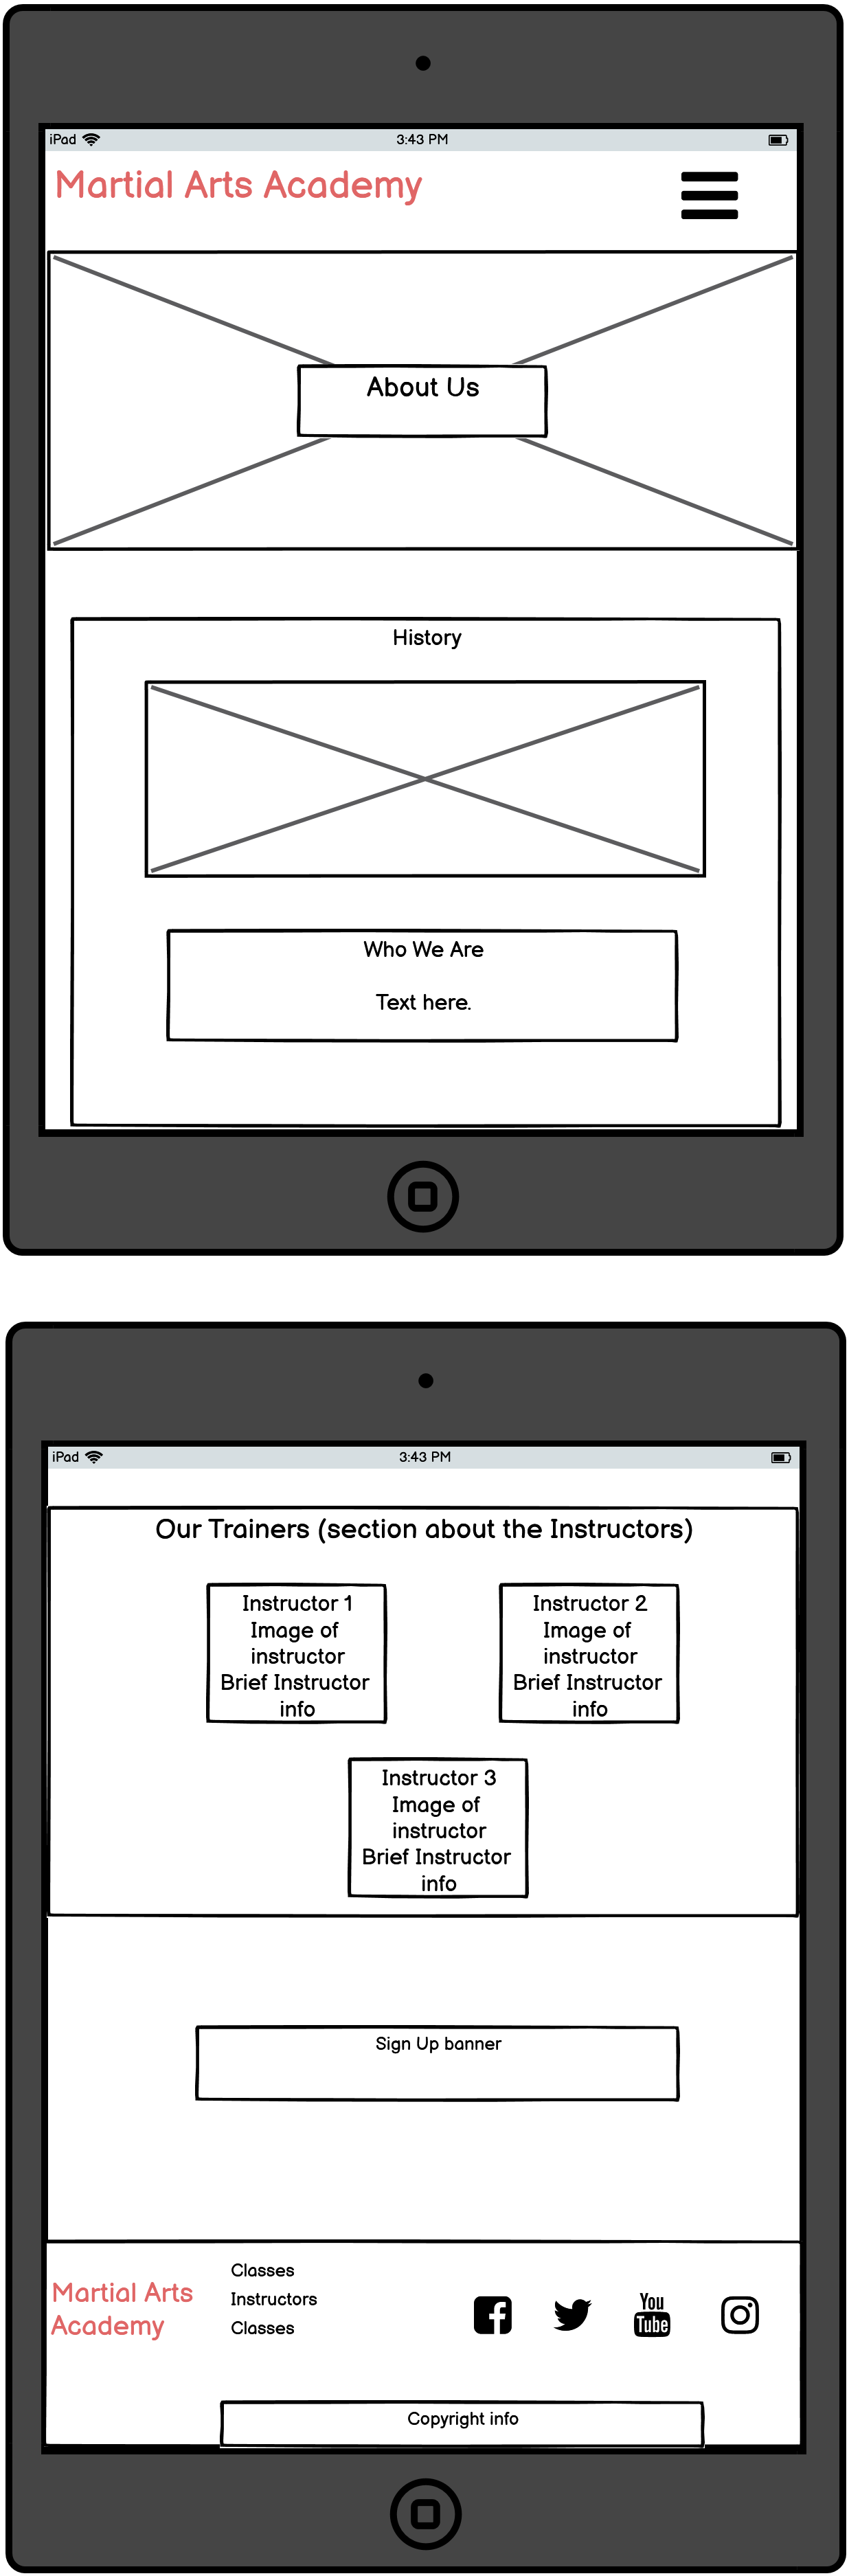 iPad 3:43 PM
Martial Arts Academy
About Us
History
Who We Are
Text here.
iPad 3:43 PM
Our Trainers (section about the Instructors)
Instructor 1
Image of
instructor
Brief Instructor
info
Instructor 2
Image of
instructor
Brief Instructor
info
Instructor 3
Image of
instructor
Brief Instructor
info
Sign Up banner
Martial Arts
Academy
Classes
Instructors
Classes
You
Tube
Copyright info